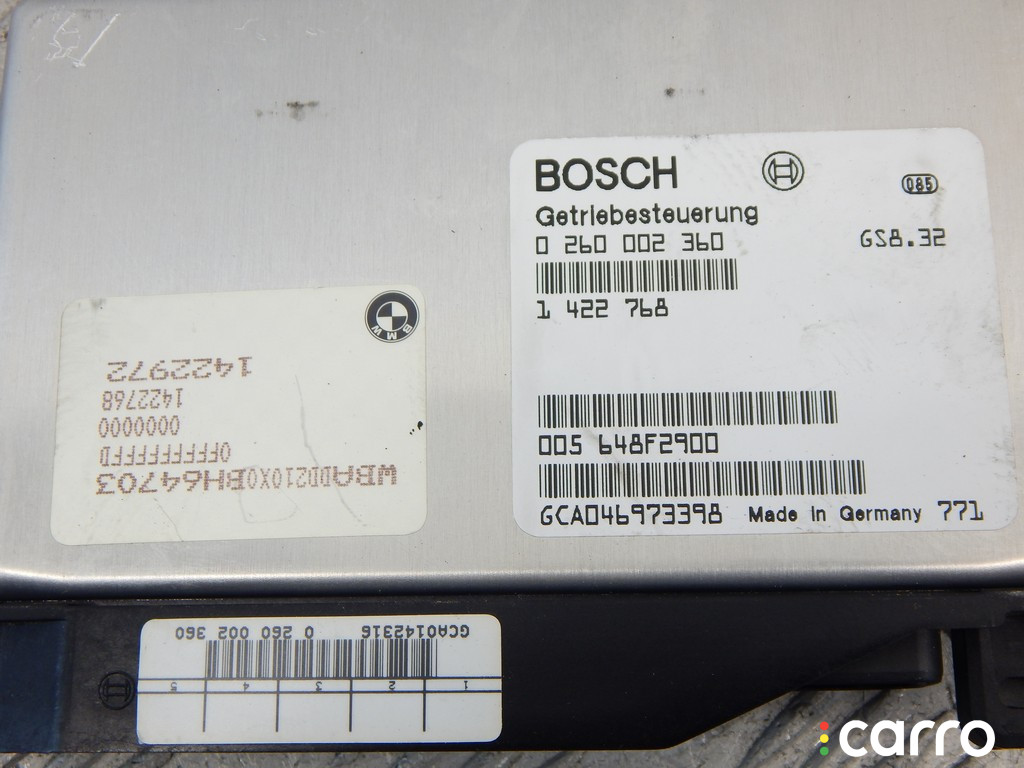 BOSCH
085
Getriebesteuerung
0 260 002 360 GS8.32
1 422 768
005 648F2900
GCA046973398 Made in Germany 771
BMW
WBADD210X0BH64703
0FFFFFFFFD
0000000
1422768
1422972
1 2 3 4 5
GCA0142316 0 260 002 360
carro